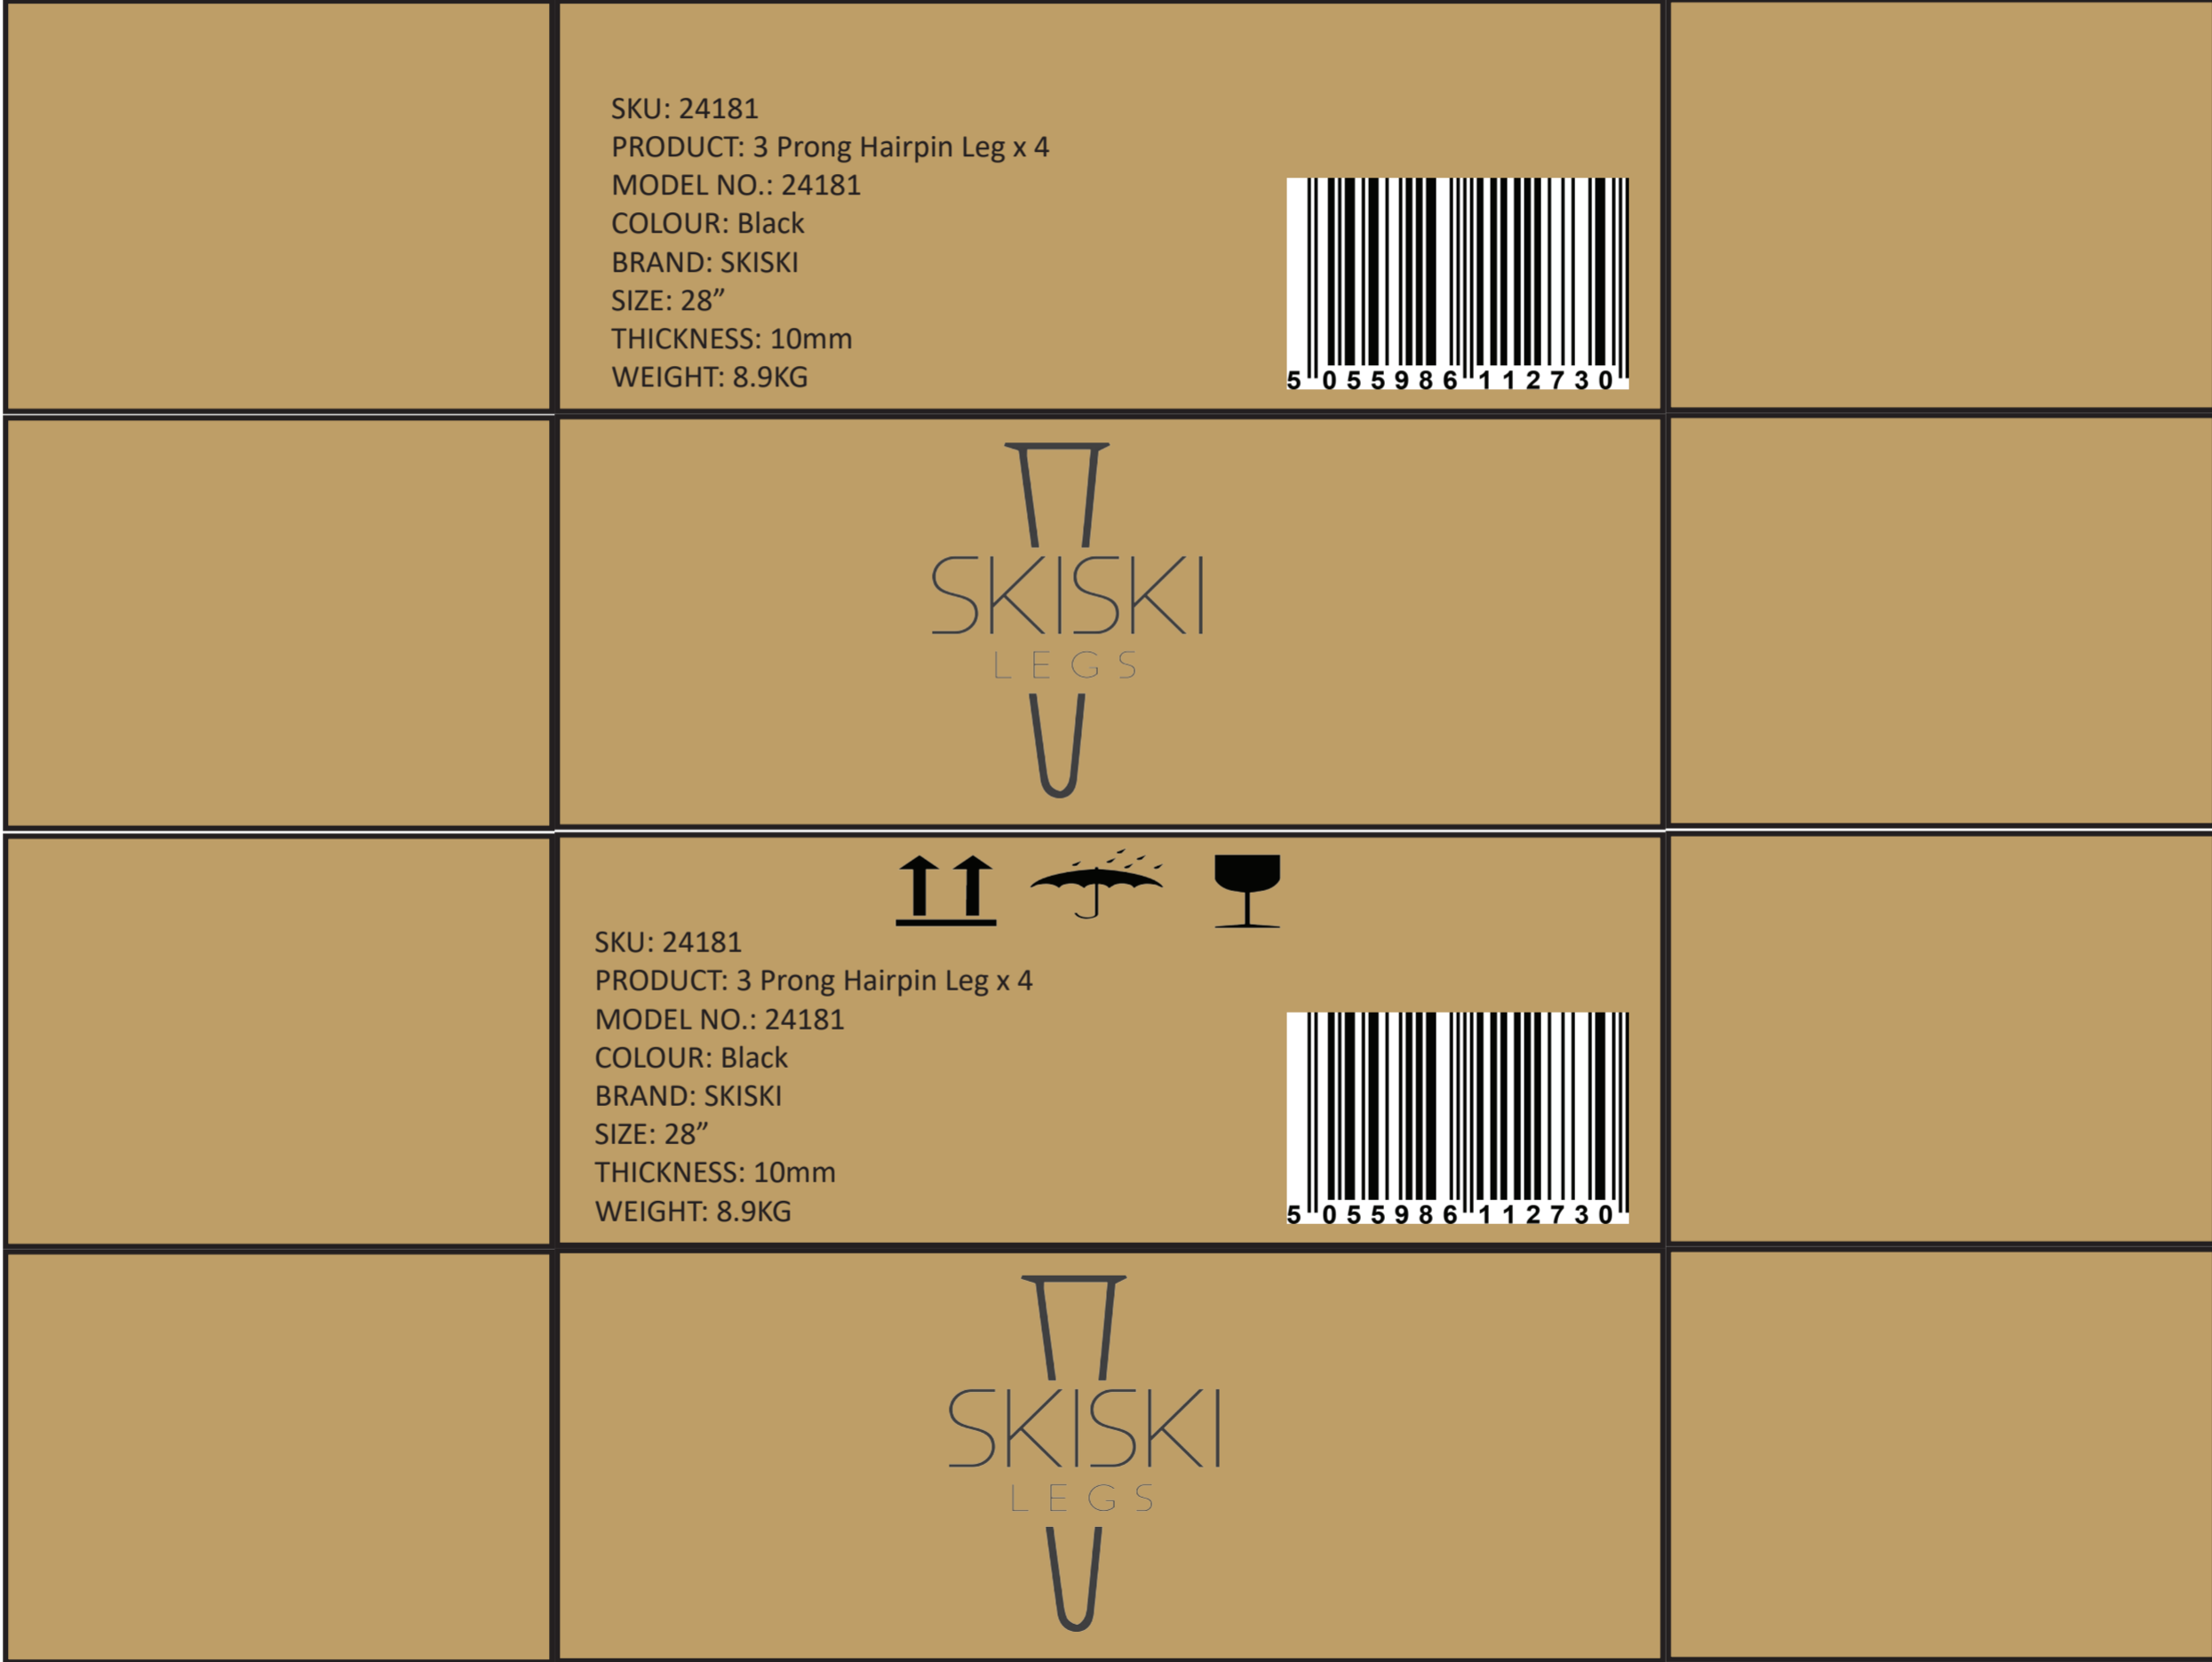 SKU: 24181
PRODUCT: 3 Prong Hairpin Leg x 4
MODEL NO.: 24181
COLOUR: Black
BRAND: SKISKI
SIZE: 28”
THICKNESS: 10mm
WEIGHT: 8.9KG
5 055986 112730
SKISKI
LEGS
SKU: 24181
PRODUCT: 3 Prong Hairpin Leg x 4
MODEL NO.: 24181
COLOUR: Black
BRAND: SKISKI
SIZE: 28”
THICKNESS: 10mm
WEIGHT: 8.9KG
5 055986 112730
SKISKI
LEGS